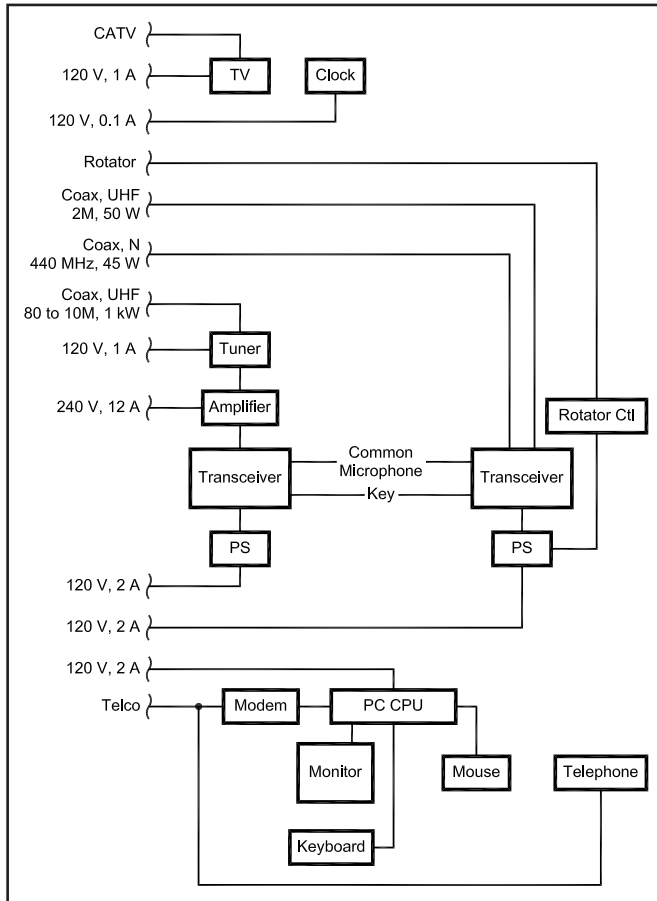 CATV
120 V, 1 A
TV
Clock
120 V, 0.1 A
Rotator
Coax, UHF
2M, 50 W
Coax, N
440 MHz, 45 W
Coax, UHF
80 to 10M, 1 kW
120 V, 1 A
Tuner
240 V, 12 A
Amplifier
Rotator Ctl
Transceiver
Common
Microphone
Key
Transceiver
PS
PS
120 V, 2 A
120 V, 2 A
120 V, 2 A
Telco
Modem
PC CPU
Monitor
Mouse
Telephone
Keyboard